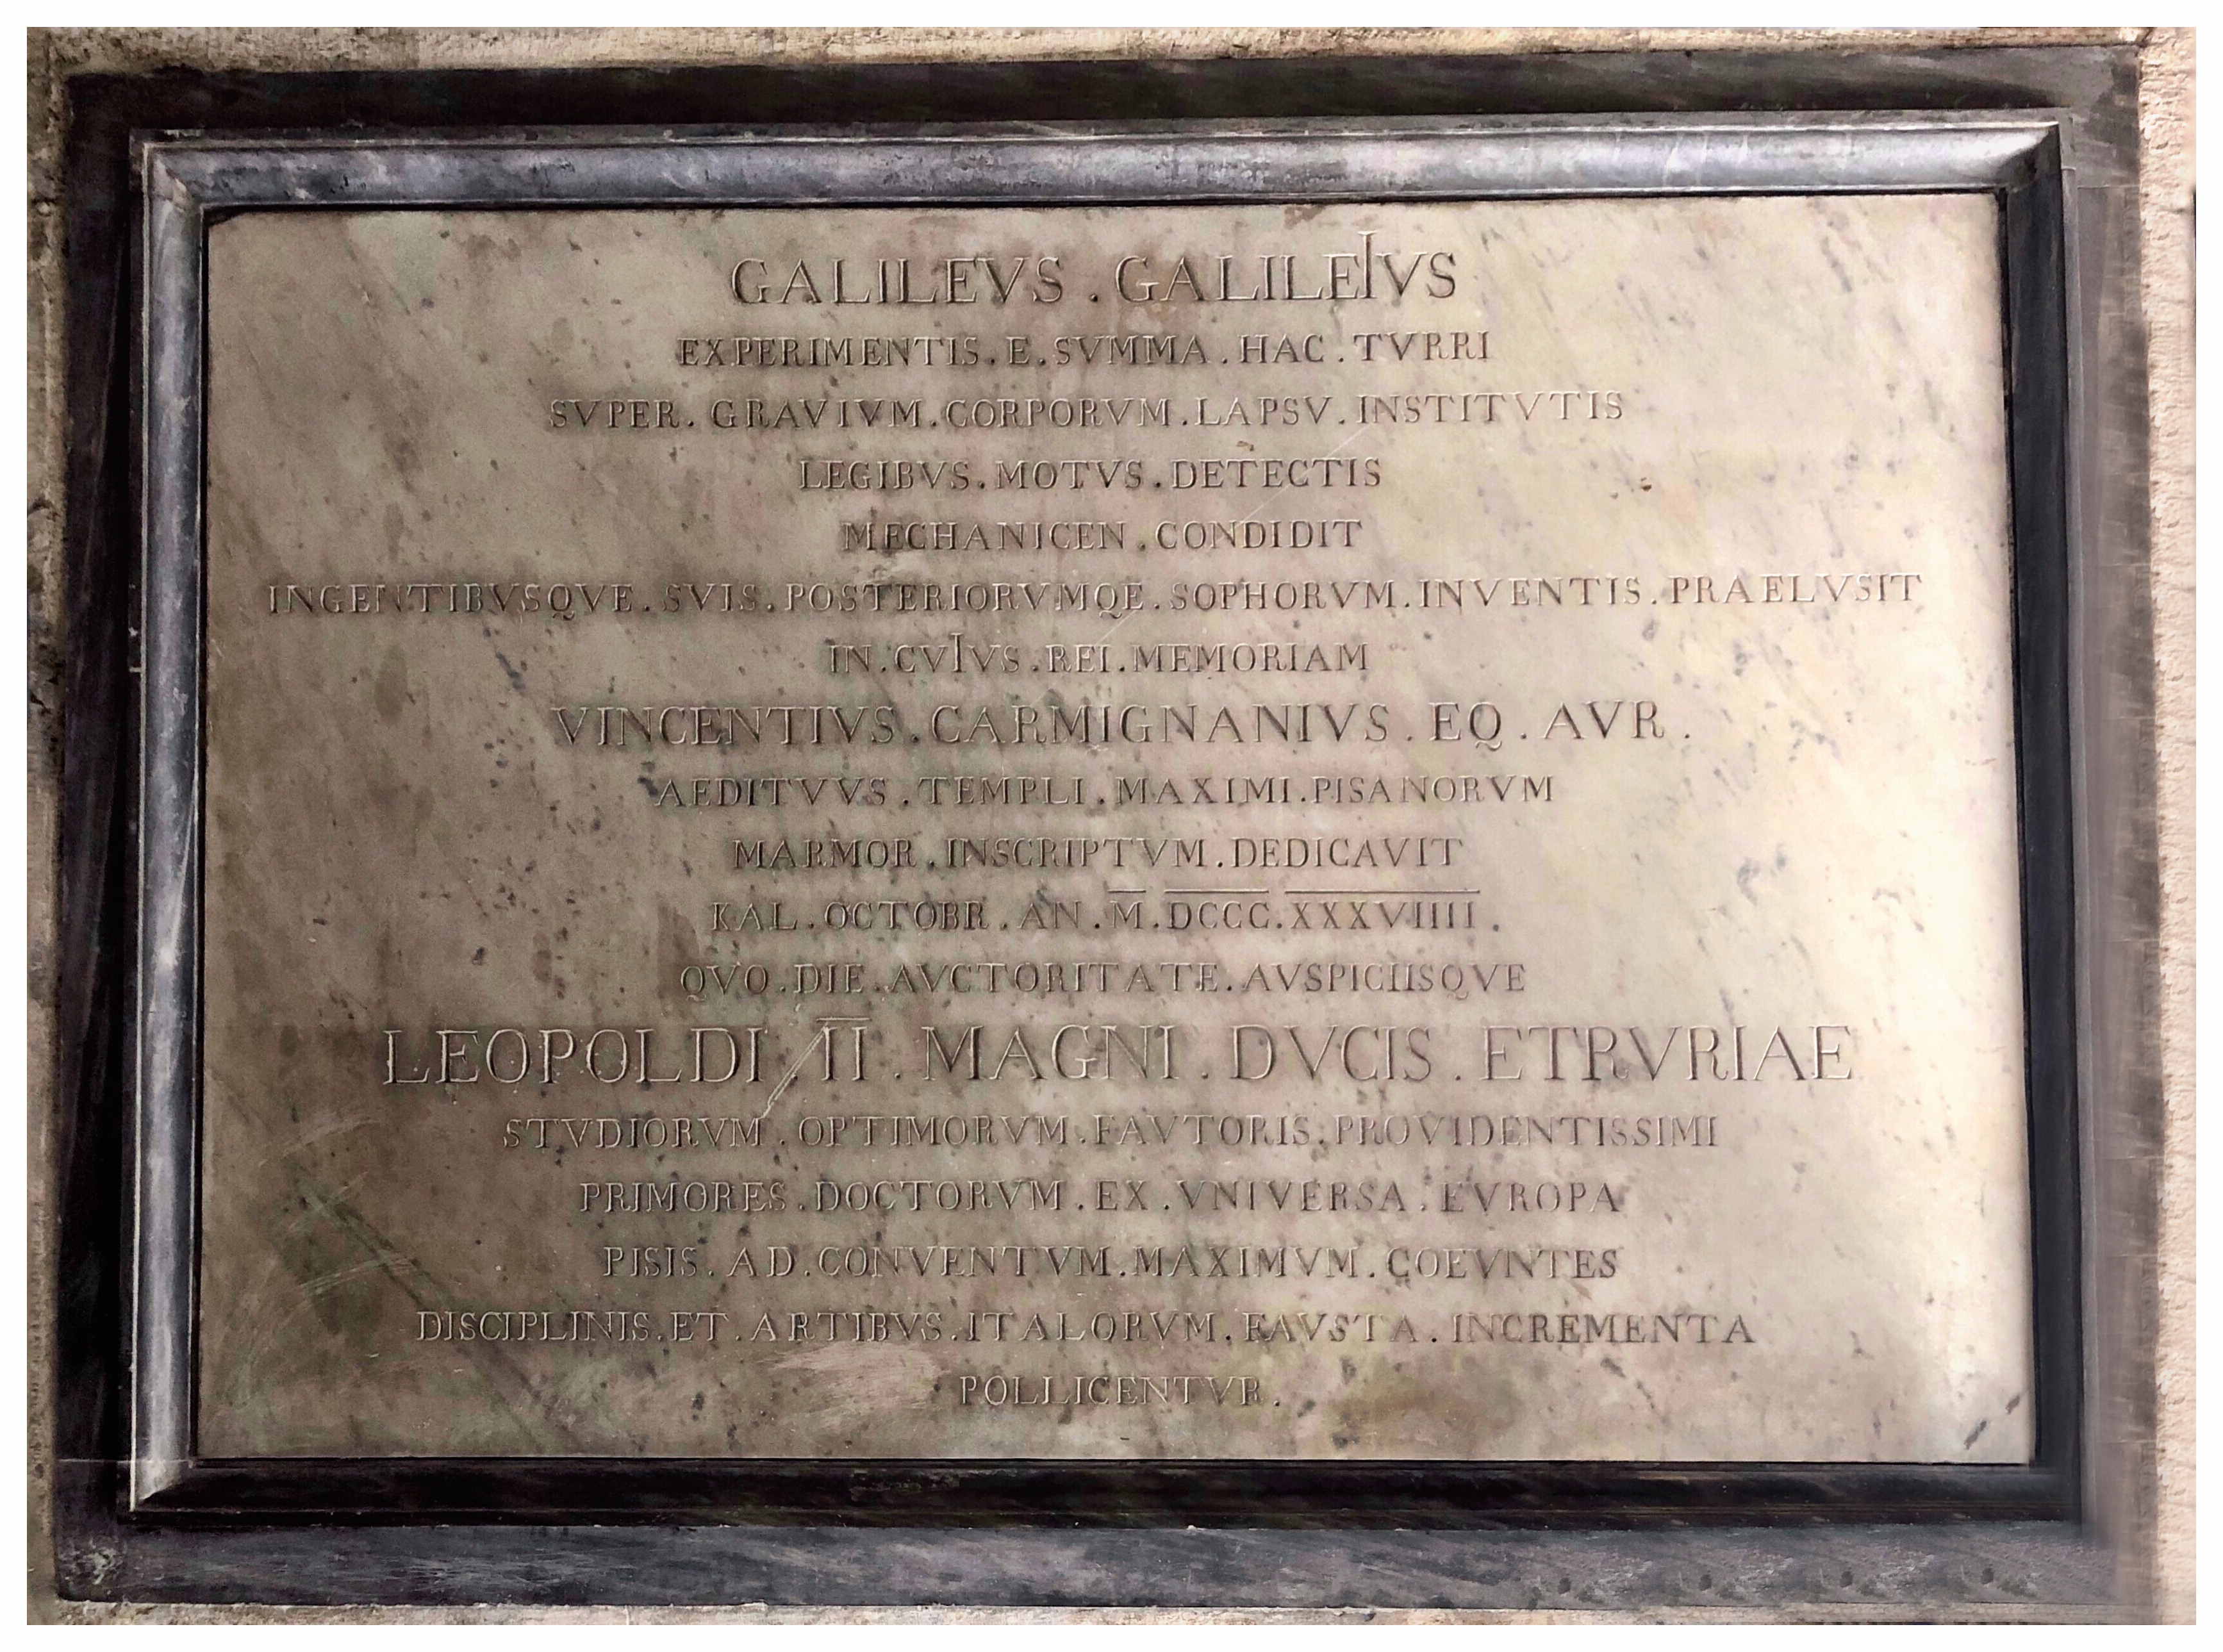 GALILEVS . GALILEIVS
EXPERIMENTIS . E . SVMMA . HAC . TVRRI
SVPER . GRAVIVM . CORPORVM . LAPSV . INSTITVTIS
LEGIBVS . MOTVS . DETECTIS
MECHANICEN . CONDIDIT
INGENTIBVSQVE . SVIS . POSTERIORVMQE . SOPHORVM . INVENTIS . PRAELVSIT
IN . CVIVS . REI . MEMORIAM
VINCENTIVS . CARMIGNANIVS . EQ . AVR .
AEDITVVS . TEMPLI . MAXIMI . PISANORVM
MARMOR . INSCRIPTVM . DEDICAVIT
KAL . OCTOBR . AN . M̅ . D̅C̅C̅C̅ . X̅X̅X̅V̅I̅I̅I̅I̅ .
QVO . DIE . AVCTORITATE . AVSPICIISQVE
LEOPOLDI . I̅I̅ . MAGNI . DVCIS . ETRVRIAE
STVDIORVM . OPTIMORVM . FAVTORIS . PROVIDENTISSIMI
PRIMORES . DOCTORVM . EX . VNIVERSA . EVROPA
PISIS . AD . CONVENTVM . MAXIMVM . COEVNTES
DISCIPLINIS . ET . ARTIBVS . ITALORVM . FAVSTA . INCREMENTA
POLLICENTVR .